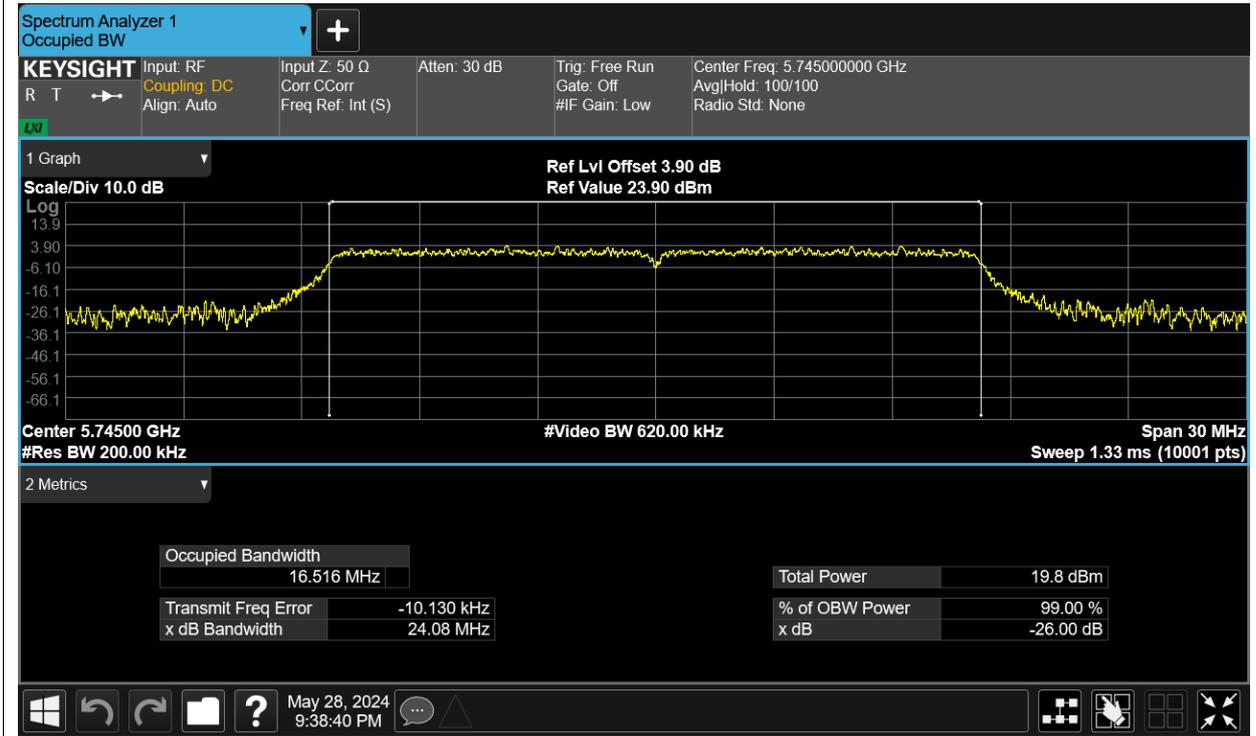 Spectrum Analyzer 1
Occupied BW
KEYSIGHT
R T
LXI
Input: RF
Coupling: DC
Align: Auto
Input Z: 50 Ω
Corr CCorr
Freq Ref: Int (S)
Atten: 30 dB
Trig: Free Run
Gate: Off
#IF Gain: Low
Center Freq: 5.745000000 GHz
Avg|Hold: 100/100
Radio Std: None
1 Graph
Scale/Div 10.0 dB
Ref Lvl Offset 3.90 dB
Ref Value 23.90 dBm
Log
13.9
3.90
-6.10
-16.1
-26.1
-36.1
-46.1
-56.1
-66.1
Center 5.74500 GHz
#Video BW 620.00 kHz
Span 30 MHz
#Res BW 200.00 kHz
Sweep 1.33 ms (10001 pts)
2 Metrics
Occupied Bandwidth
16.516 MHz
Total Power 19.8 dBm
Transmit Freq Error -10.130 kHz
% of OBW Power 99.00 %
x dB Bandwidth 24.08 MHz
x dB -26.00 dB
?
May 28, 2024
9:38:40 PM